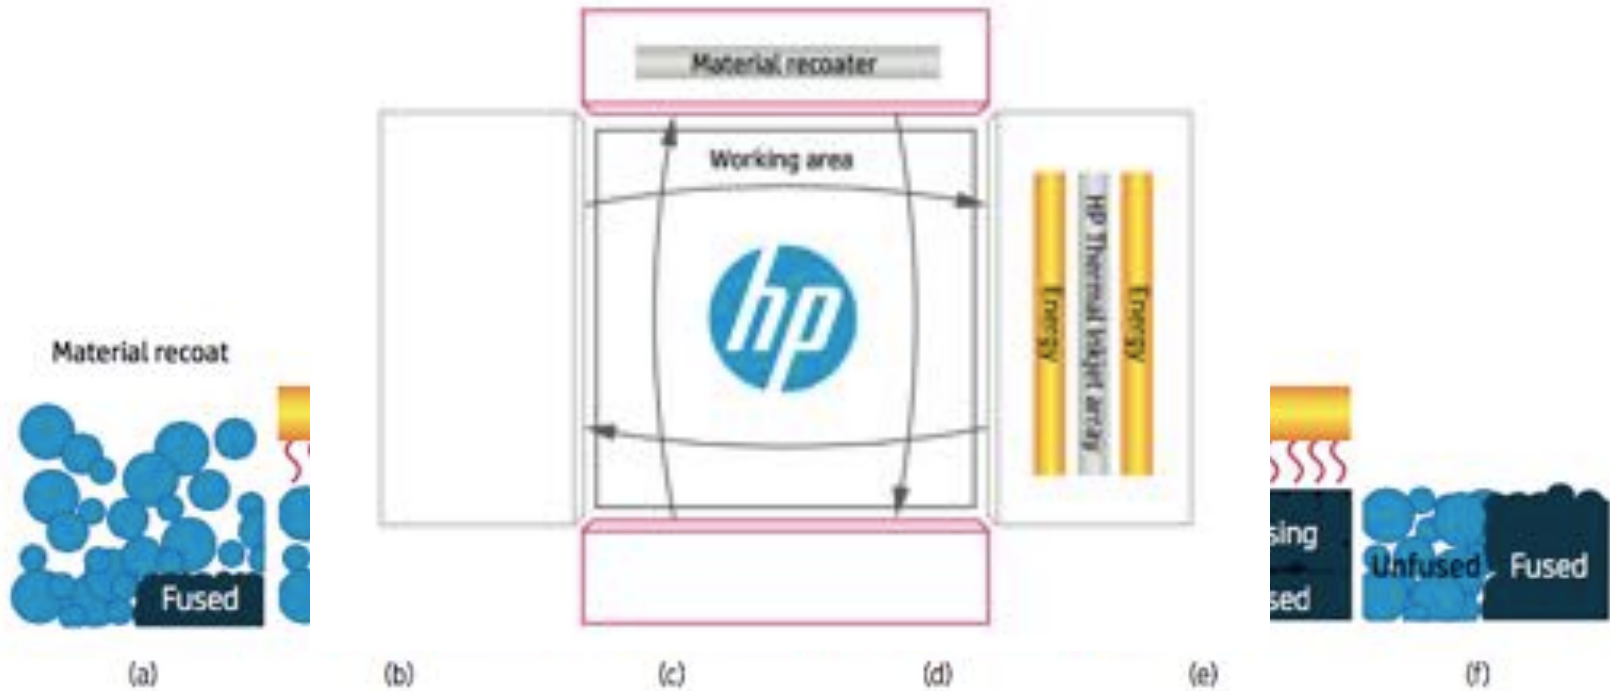 Material recoater
Working area
hp
HP Thermal Inkjet array
Energy
Energy
Material recoat
Fused
sing
sed
Unfused
Fused
(a)
(b)
(c)
(d)
(e)
(f)